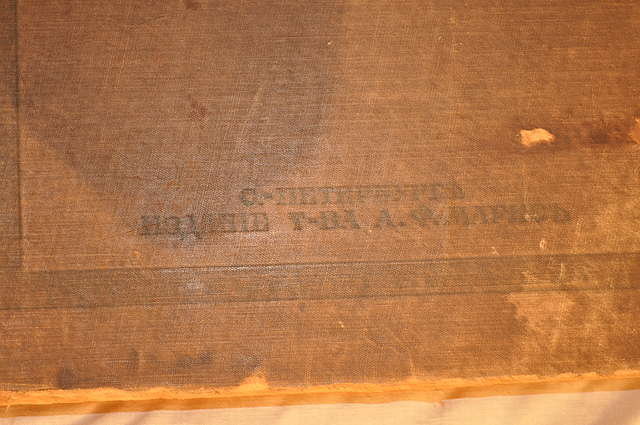 С.-ПЕТЕРБУРГЪ
ИЗДАНІЕ Т-ВА А. Ф. МАРКСЪ